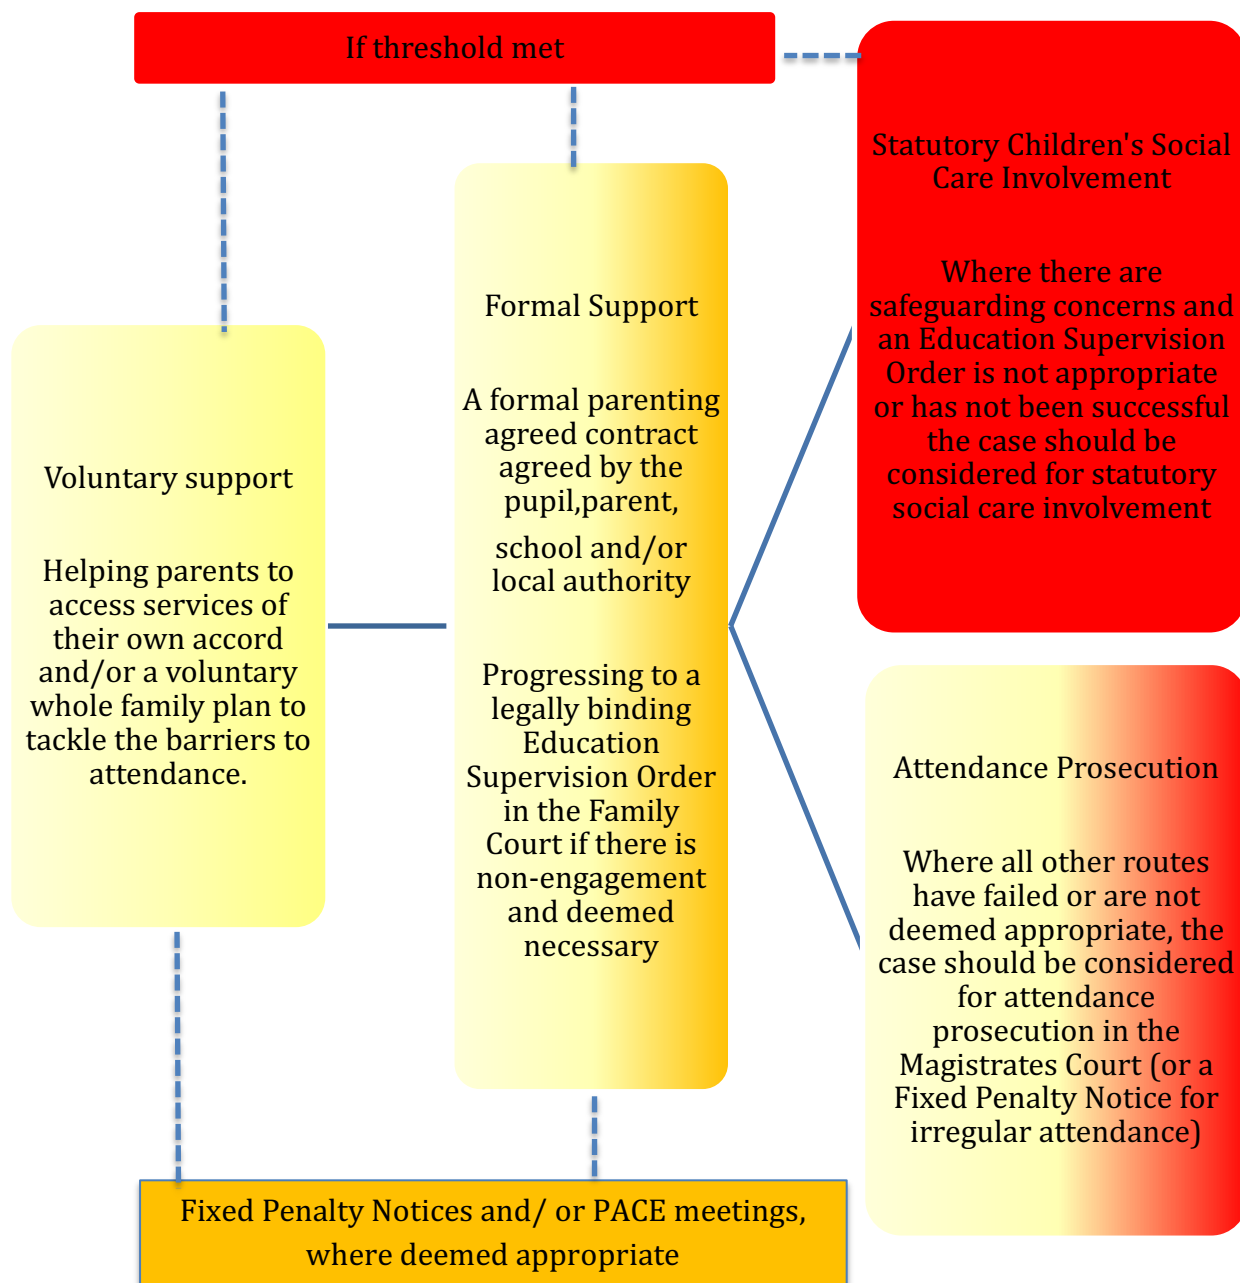 If threshold met
Voluntary support
Helping parents to
access services of
their own accord
and/or a voluntary
whole family plan to
tackle the barriers to
attendance.
Formal Support
A formal parenting
agreed contract
agreed by the
pupil,parent,
school and/or
local authority
Progressing to a
legally binding
Education
Supervision Order
in the Family
Court if there is
non-engagement
and deemed
necessary
Statutory Children's Social
Care Involvement
Where there are
safeguarding concerns and
an Education Supervision
Order is not appropriate
or has not been successful
the case should be
considered for statutory
social care involvement
Attendance Prosecution
Where all other routes
have failed or are not
deemed appropriate, the
case should be considered
for attendance
prosecution in the
Magistrates Court (or a
Fixed Penalty Notice for
irregular attendance)
Fixed Penalty Notices and/ or PACE meetings,
where deemed appropriate